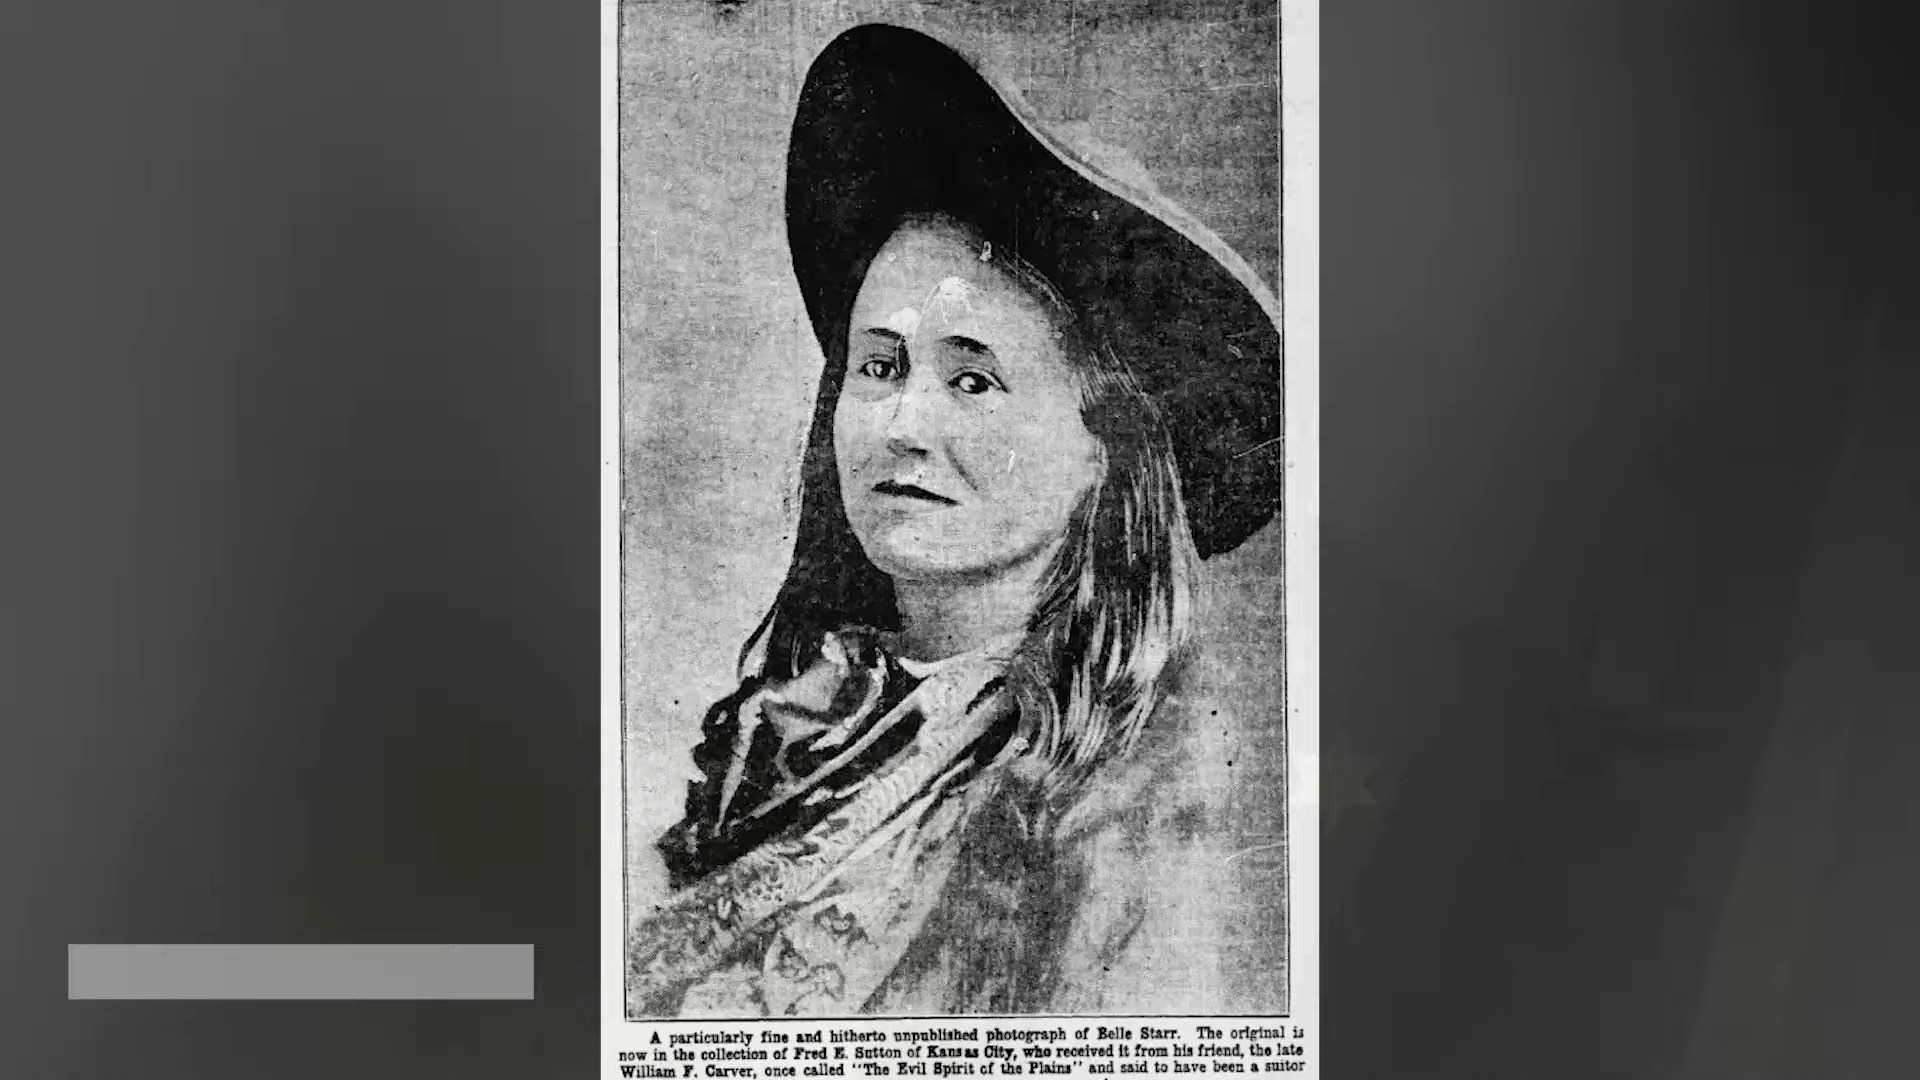 A particularly fine and hitherto unpublished photograph of Belle Starr. The original is
now in the collection of Fred E. Sutton of Kansas City, who received it from his friend, the late
William F. Carver, once called "The Evil Spirit of the Plains" and said to have been a suitor